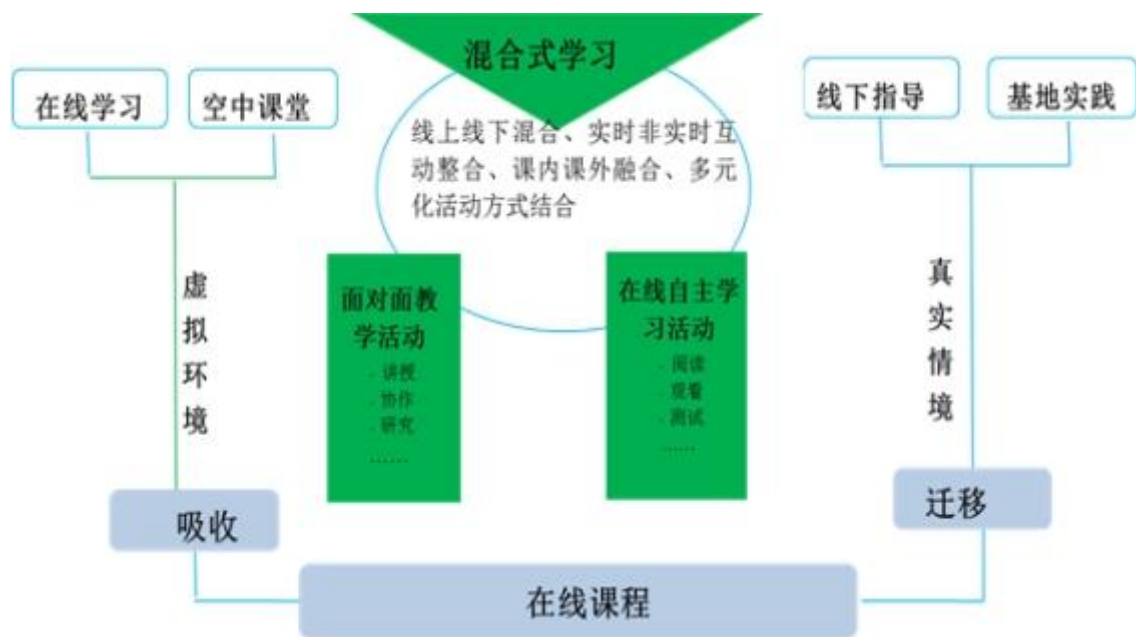 混合式学习
在线学习
空中课堂
线下指导
基地实践
线上线下混合、实时非实时互
动整合、课内课外融合、多元
化活动方式结合
虚拟环境
面对面教
学活动
. 讲授
. 协作
. 研究
......
在线自主学
习活动
. 阅读
. 观看
. 测试
......
真实情境
吸收
迁移
在线课程